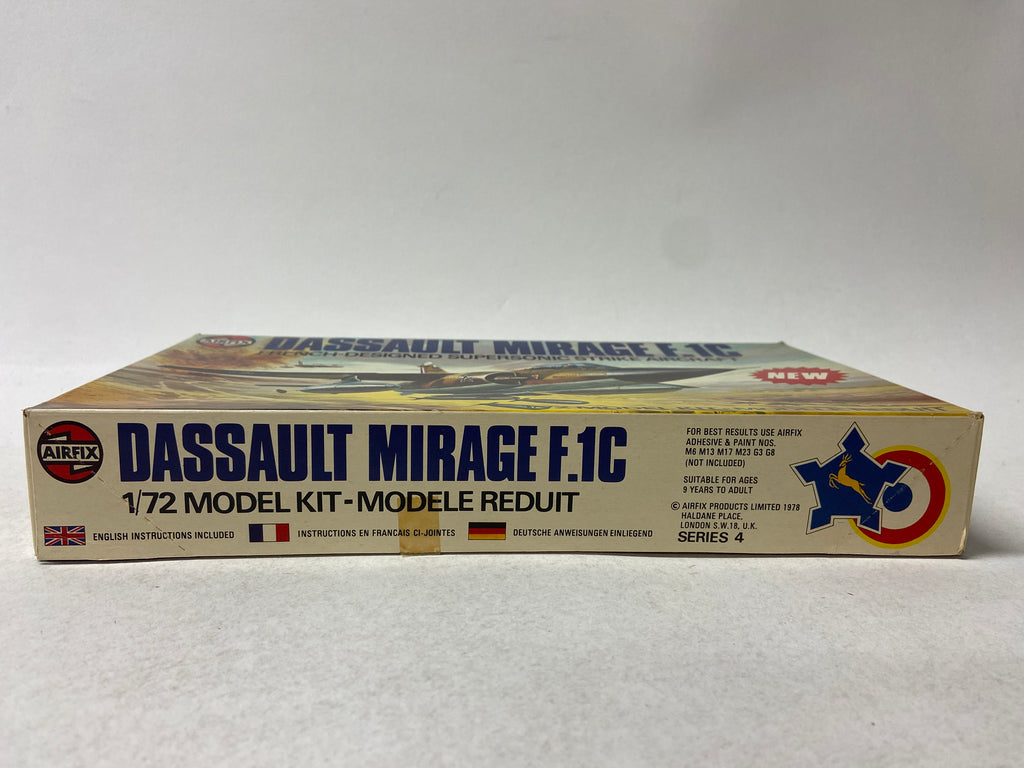 AIRFIX
DASSAULT MIRAGE F.1C
FRENCH-DESIGNED SUPERSONIC STRIKE
NEW
AIRFIX
DASSAULT MIRAGE F.1C
1/72 MODEL KIT-MODELE REDUIT
ENGLISH INSTRUCTIONS INCLUDED
INSTRUCTIONS EN FRANCAIS CI-JOINTES
DEUTSCHE ANWEISUNGEN EINLIEGEND
FOR BEST RESULTS USE AIRFIX
ADHESIVE & PAINT NOS.
M6 M13 M17 M23 G3 G8
(NOT INCLUDED)
SUITABLE FOR AGES
9 YEARS TO ADULT
© AIRFIX PRODUCTS LIMITED 1978
HALDANE PLACE,
LONDON S.W.18, U.K.
SERIES 4